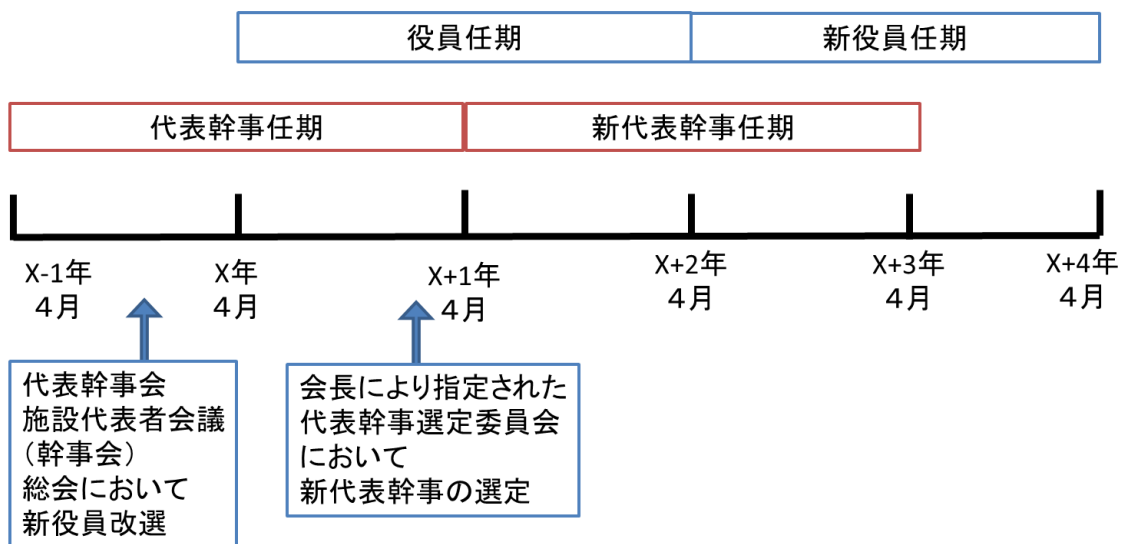 役員任期
新役員任期
代表幹事任期
新代表幹事任期
X-1年
４月
X年
４月
X+1年
４月
X+2年
４月
X+3年
４月
X+4年
４月
代表幹事会
施設代表者会議
（幹事会）
総会において
新役員改選
会長により指定された
代表幹事選定委員会
において
新代表幹事の選定